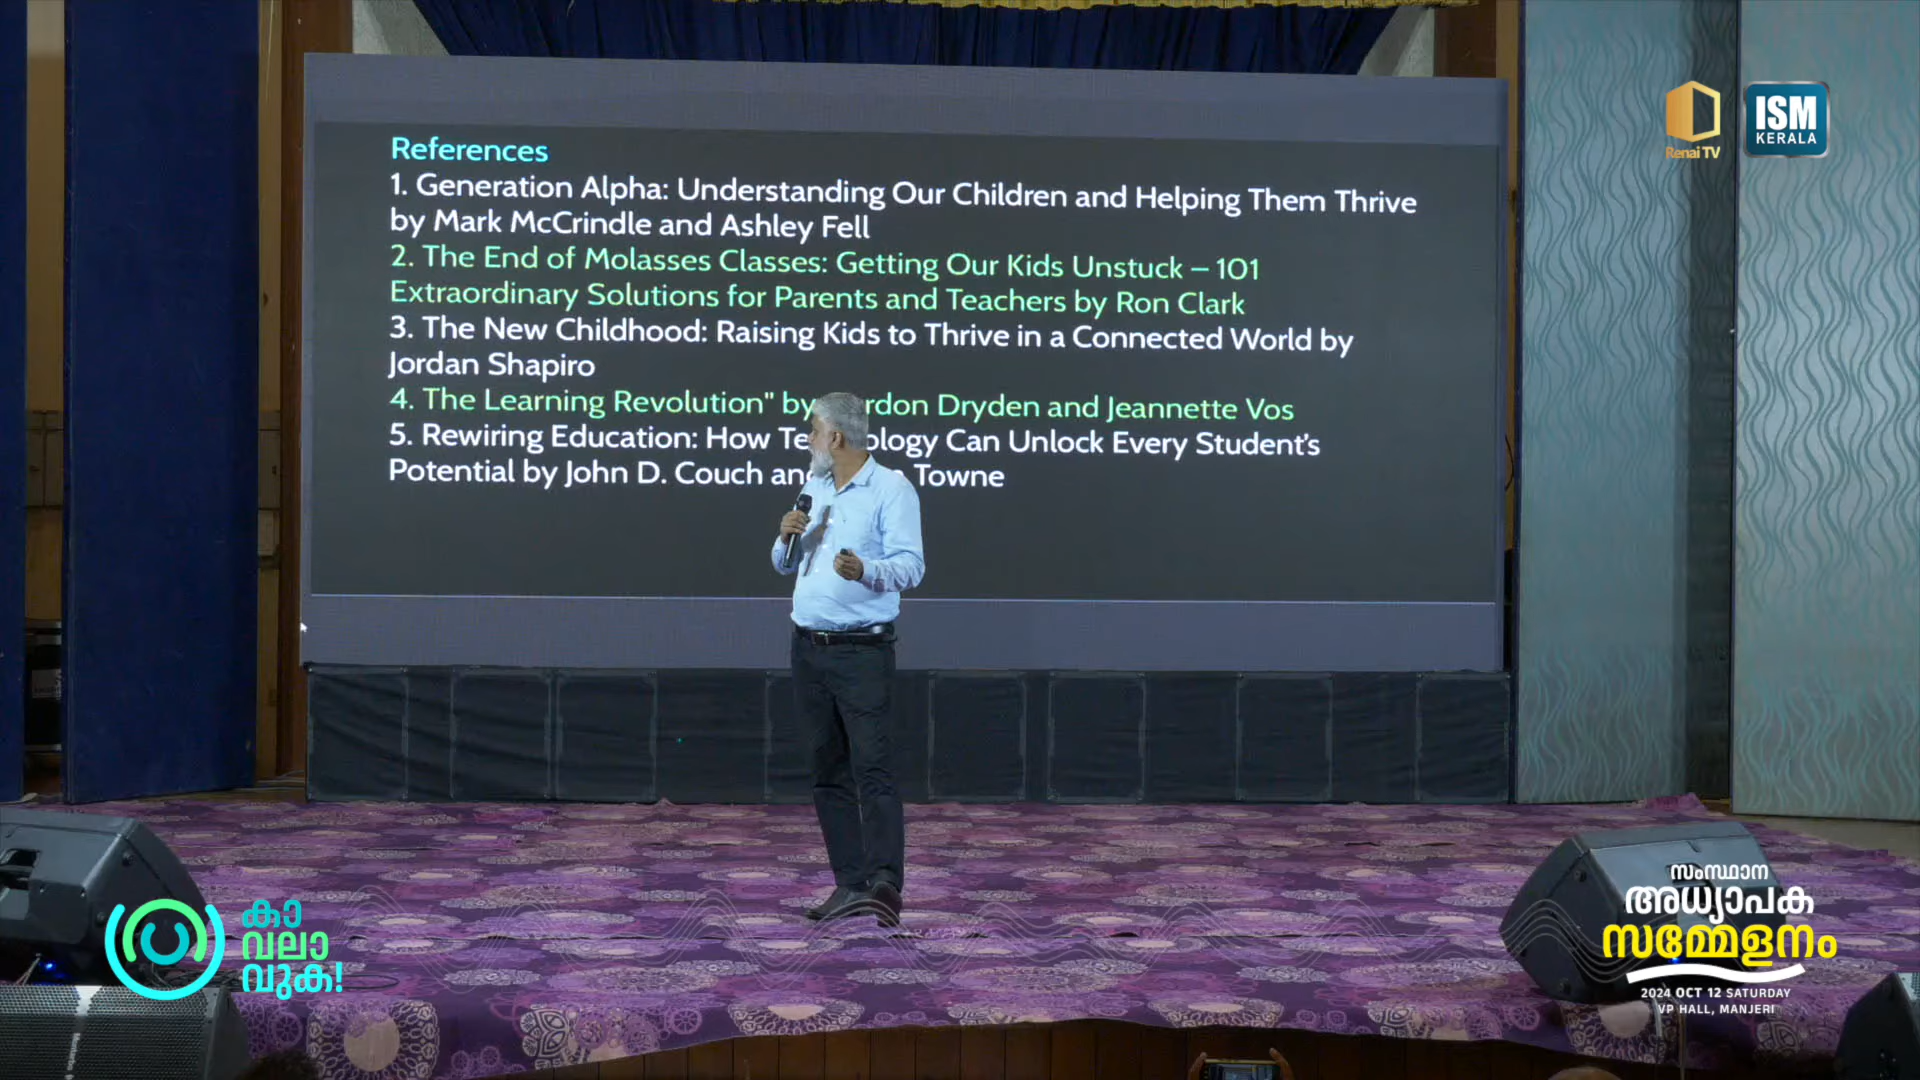 References
1. Generation Alpha: Understanding Our Children and Helping Them Thrive
by Mark McCrindle and Ashley Fell
2. The End of Molasses Classes: Getting Our Kids Unstuck – 101
Extraordinary Solutions for Parents and Teachers by Ron Clark
3. The New Childhood: Raising Kids to Thrive in a Connected World by
Jordan Shapiro
4. The Learning Revolution" by rdon Dryden and Jeannette Vos
5. Rewiring Education: How Te ology Can Unlock Every Student's
Potential by John D. Couch an Towne
Renai TV
ISM
KERALA
കാ
വലാ
വുക!
സംസ്ഥാന
അധ്യാപക
സമ്മേളനം
2024 OCT 12 SATURDAY
VP HALL, MANJERI